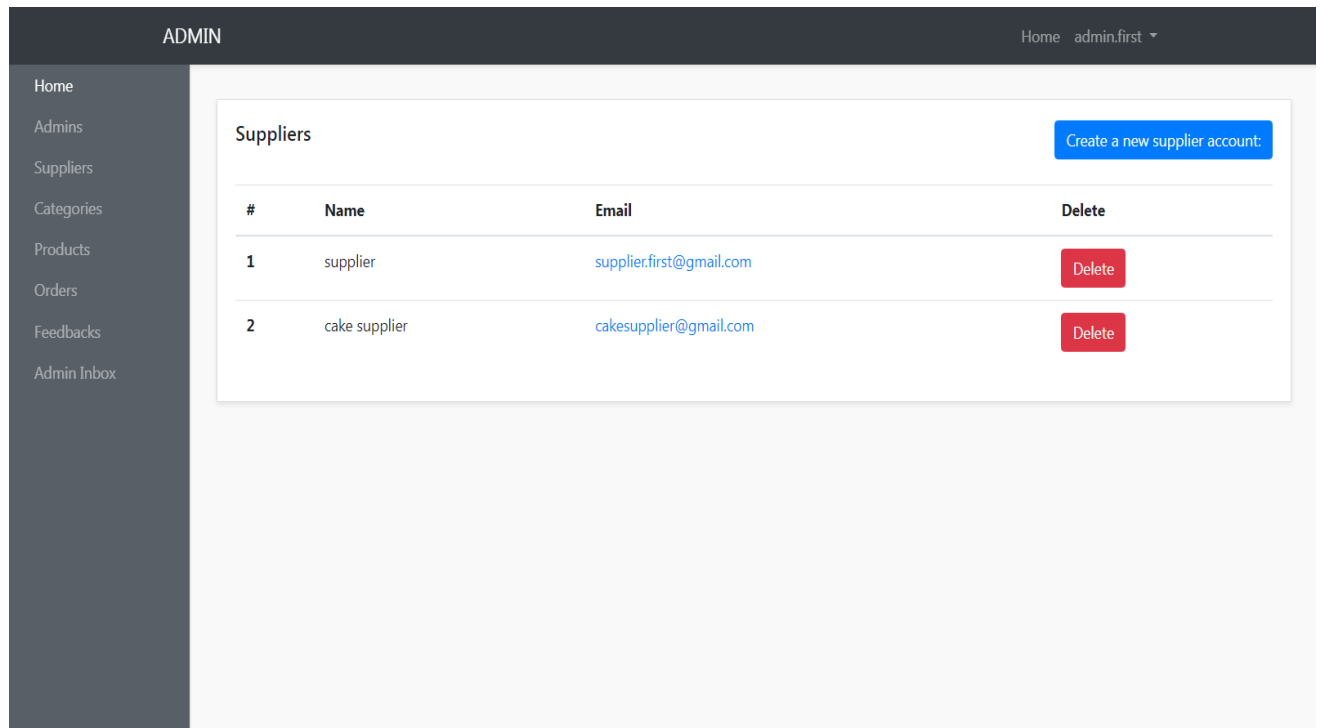 ADMIN
Home admin.first
Home
Admins
Suppliers
Categories
Products
Orders
Feedbacks
Admin Inbox
Suppliers
Create a new supplier account:
# Name Email Delete
1 supplier supplier.first@gmail.com Delete
2 cake supplier cakesupplier@gmail.com Delete